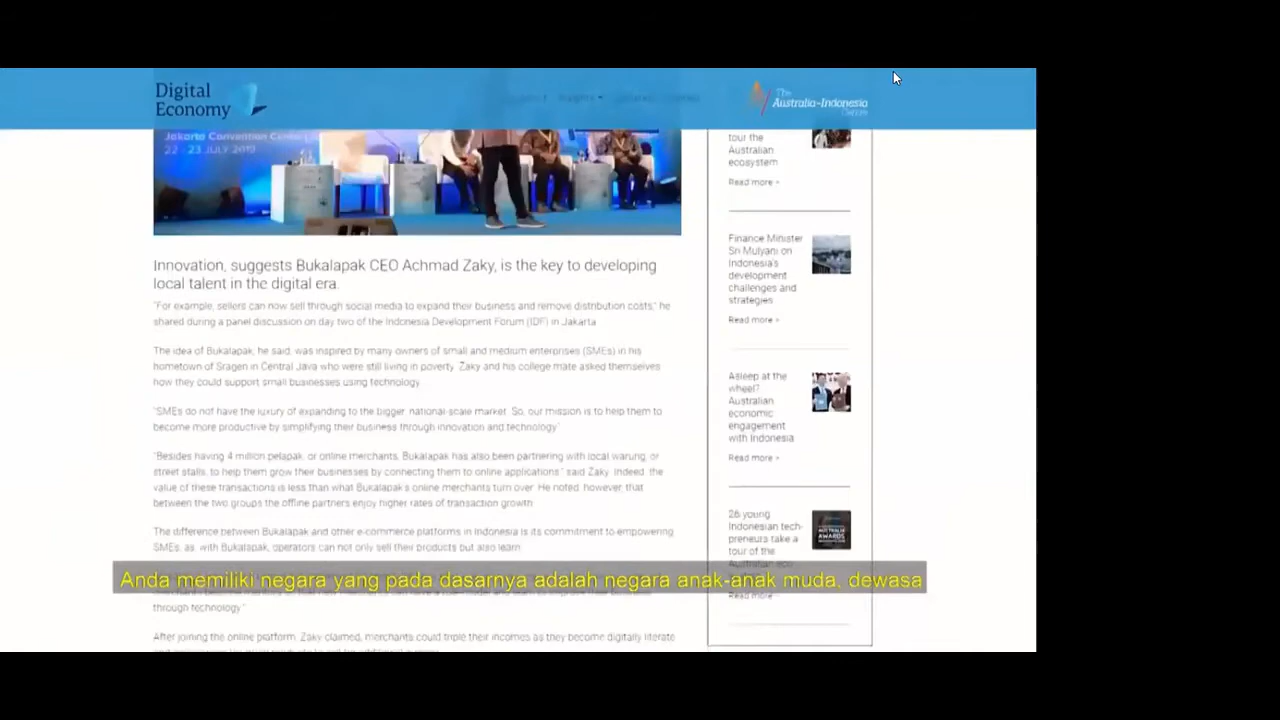 Digital
Economy
Insights
The
Australia-Indonesia
Centre
Jakarta Convention Center
22 - 23 JULY 2019
tour the
Australian
ecosystem
Read more »
Finance Minister
Sri Mulyani on
Indonesia's
development
challenges and
strategies
Read more »
Asleep at the
wheel?
Australian
economic
engagement
with Indonesia
Read more »
26 young
Indonesian tech-
preneurs take a
tour of the
Australian eco
Read more
Innovation, suggests Bukalapak CEO Achmad Zaky, is the key to developing
local talent in the digital era.
"For example, sellers can now sell through social media to expand their business and remove distribution costs," he
shared during a panel discussion on day two of the Indonesia Development Forum (IDF) in Jakarta.
The idea of Bukalapak, he said, was inspired by many owners of small and medium enterprises (SMEs) in his
hometown of Sragen in Central Java who were still living in poverty. Zaky and his college mate asked themselves
how they could support small businesses using technology.
"SMEs do not have the luxury of expanding to the bigger, national-scale market. So, our mission is to help them to
become more productive by simplifying their business through innovation and technology."
"Besides having 4 million pelapak, or online merchants, Bukalapak has also been partnering with local warung, or
street stalls, to help them grow their businesses by connecting them to online applications," said Zaky. Indeed, the
value of these transactions is less than what Bukalapak's online merchants turn over. He noted, however, that
between the two groups the offline partners enjoy higher rates of transaction growth.
The difference between Bukalapak and other e-commerce platforms in Indonesia is its commitment to empowering
SMEs, as, with Bukalapak, operators can not only sell their products but also learn.
Anda memiliki negara yang pada dasarnya adalah negara anak-anak muda, dewasa
through technology."
After joining the online platform, Zaky claimed, merchants could triple their incomes as they become digitally literate